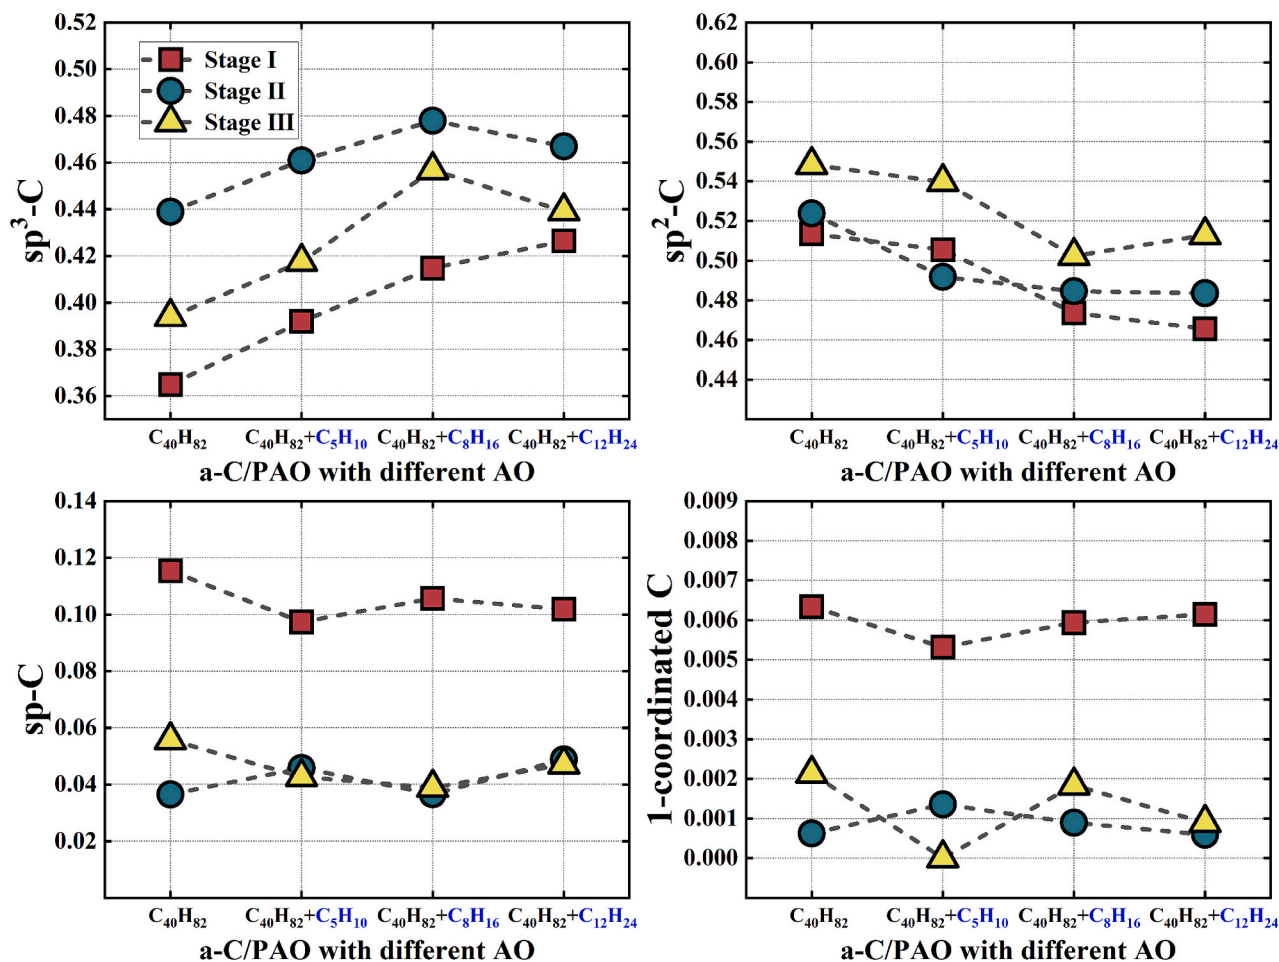 0.52
0.50
0.48
0.46
0.44
0.42
0.40
0.38
0.36
sp³-C
Stage I
Stage II
Stage III
C₄₀H₈₂ C₄₀H₈₂+C₅H₁₀ C₄₀H₈₂+C₈H₁₆ C₄₀H₈₂+C₁₂H₂₄
a-C/PAO with different AO
0.62
0.60
0.58
0.56
0.54
0.52
0.50
0.48
0.46
0.44
sp²-C
C₄₀H₈₂ C₄₀H₈₂+C₅H₁₀ C₄₀H₈₂+C₈H₁₆ C₄₀H₈₂+C₁₂H₂₄
a-C/PAO with different AO
0.14
0.12
0.10
0.08
0.06
0.04
0.02
sp-C
C₄₀H₈₂ C₄₀H₈₂+C₅H₁₀ C₄₀H₈₂+C₈H₁₆ C₄₀H₈₂+C₁₂H₂₄
a-C/PAO with different AO
0.009
0.008
0.007
0.006
0.005
0.004
0.003
0.002
0.001
0.000
1-coordinated C
C₄₀H₈₂ C₄₀H₈₂+C₅H₁₀ C₄₀H₈₂+C₈H₁₆ C₄₀H₈₂+C₁₂H₂₄
a-C/PAO with different AO